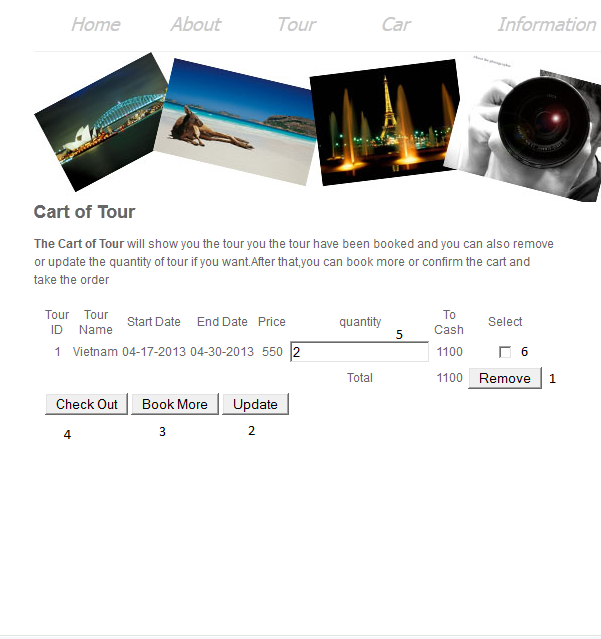 Home About Tour Car Information
Cart of Tour
The Cart of Tour will show you the tour you the tour have been booked and you can also remove
or update the quantity of tour if you want.After that,you can book more or confirm the cart and
take the order
Tour ID Tour Name Start Date End Date Price quantity To Cash Select
5
1 Vietnam 04-17-2013 04-30-2013 550 2 1100 6
Total 1100 Remove 1
Check Out Book More Update
4 3 2